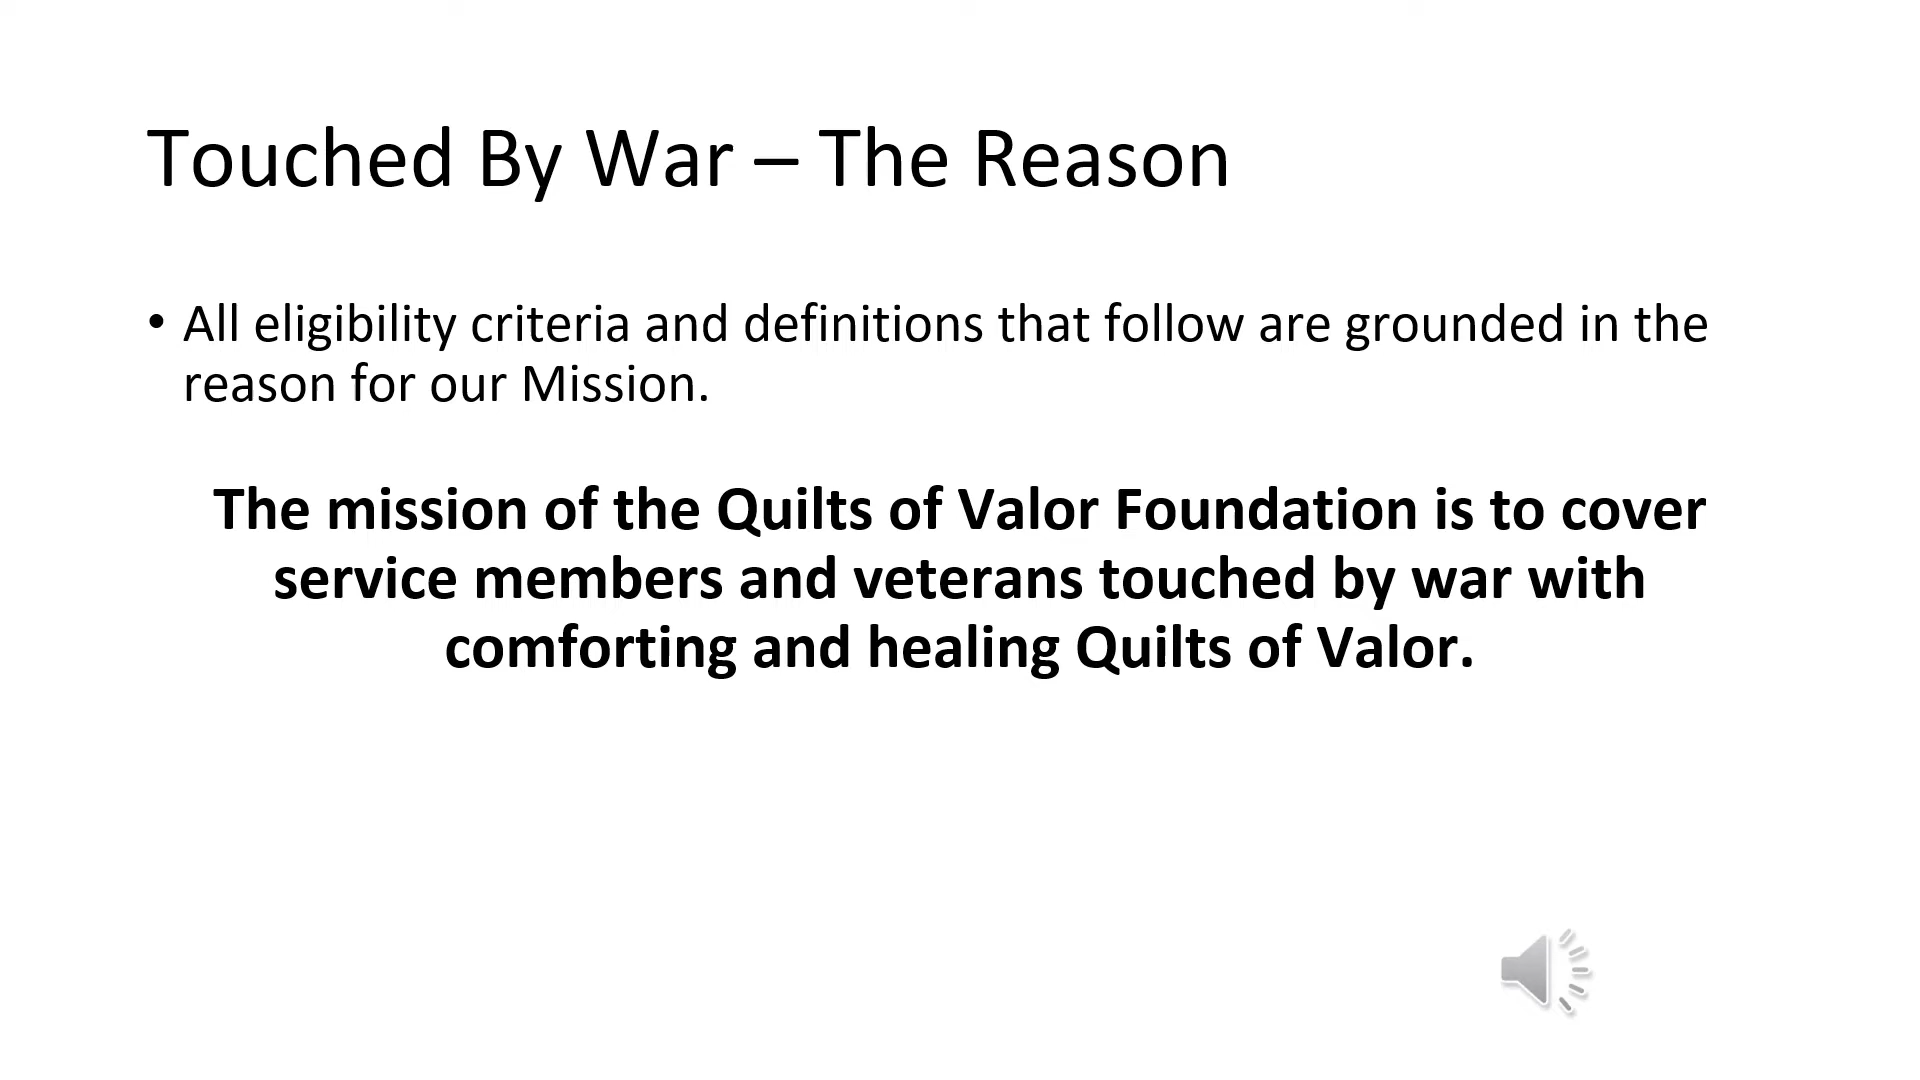 Touched By War – The Reason
• All eligibility criteria and definitions that follow are grounded in the
reason for our Mission.
The mission of the Quilts of Valor Foundation is to cover
service members and veterans touched by war with
comforting and healing Quilts of Valor.